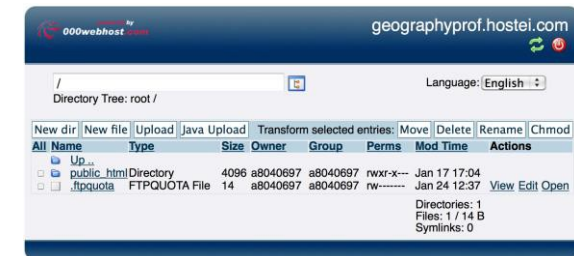 by
000webhost.com
geographyprof.hostei.com
/
Language: English
Directory Tree: root /
New dir New file Upload Java Upload Transform selected entries: Move Delete Rename Chmod
All Name Type Size Owner Group Perms Mod Time Actions
Up ..
public_html Directory 4096 a8040697 a8040697 rwxr-x--- Jan 17 17:04
.ftpquota FTPQUOTA File 14 a8040697 a8040697 rw------- Jan 24 12:37 View Edit Open
Directories: 1
Files: 1 / 14 B
Symlinks: 0